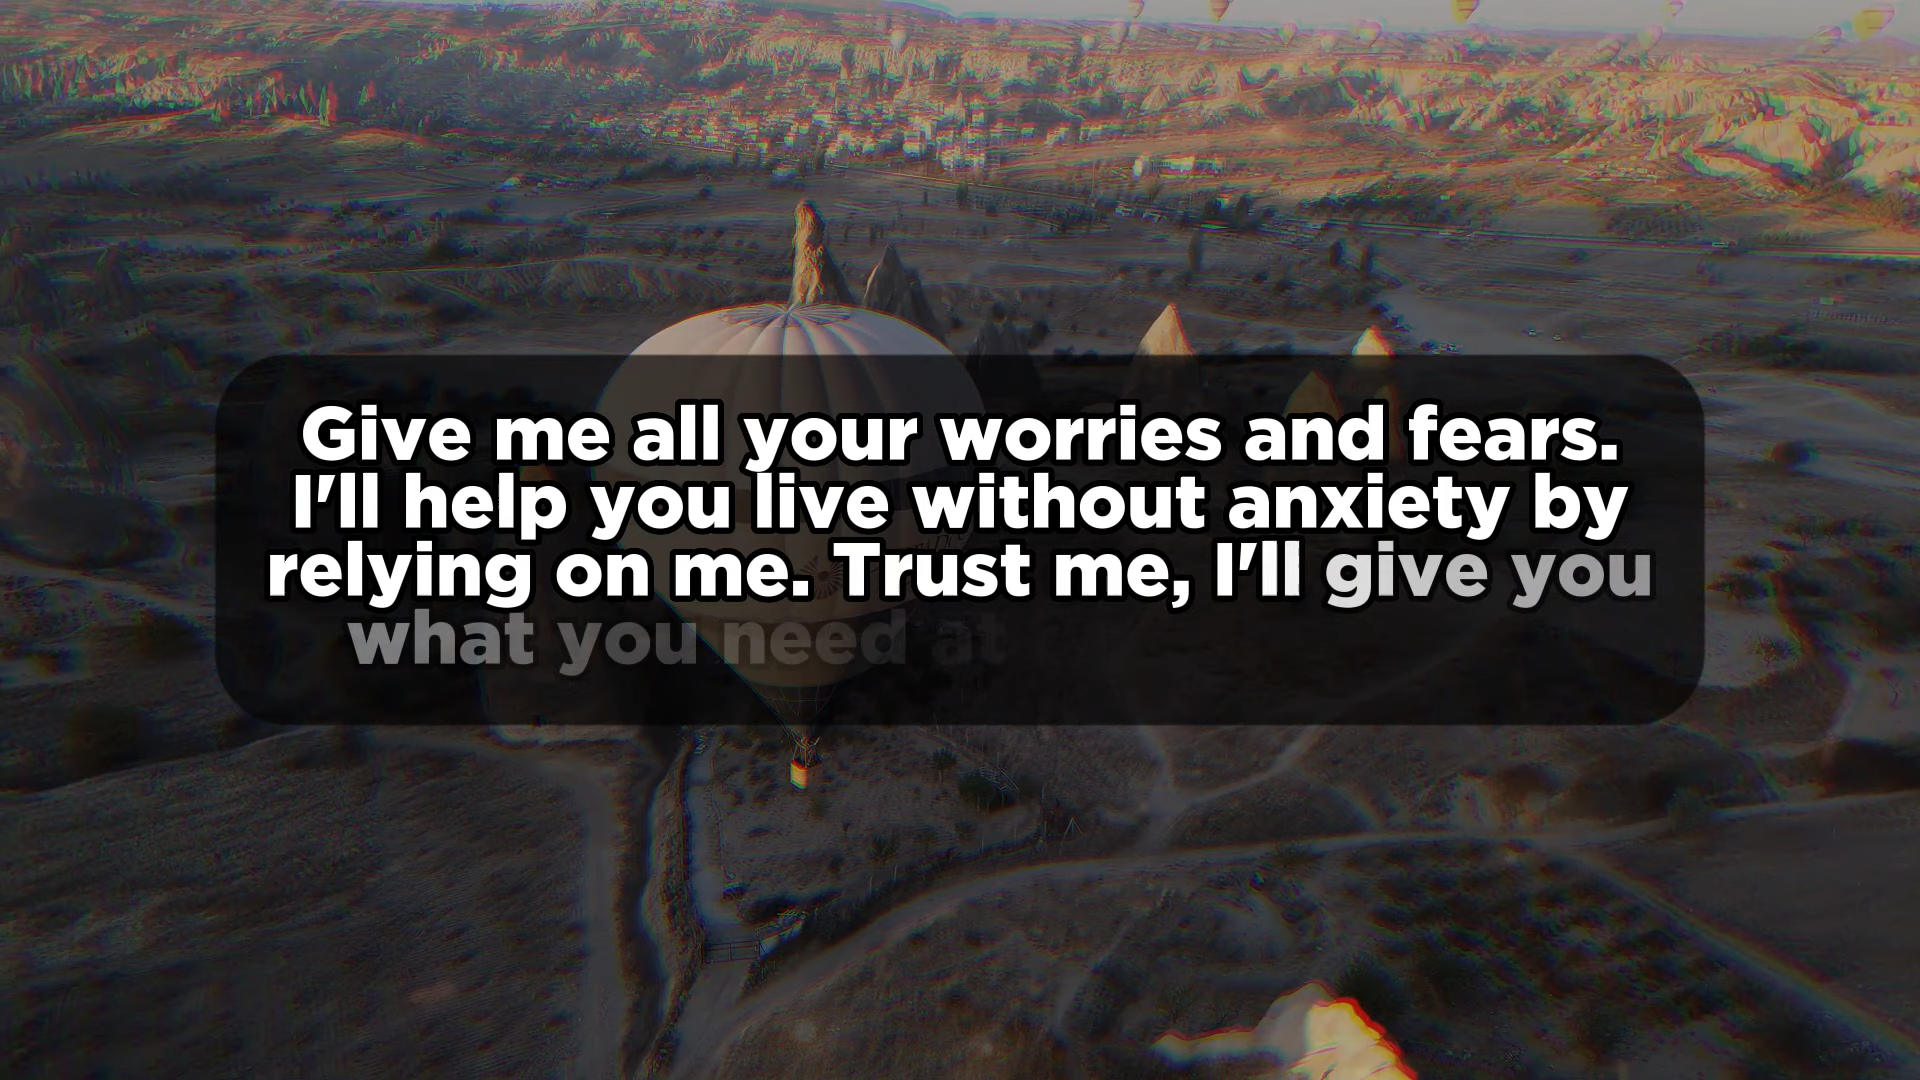 Give me all your worries and fears.
I'll help you live without anxiety by
relying on me. Trust me, I'll give you
what you need at